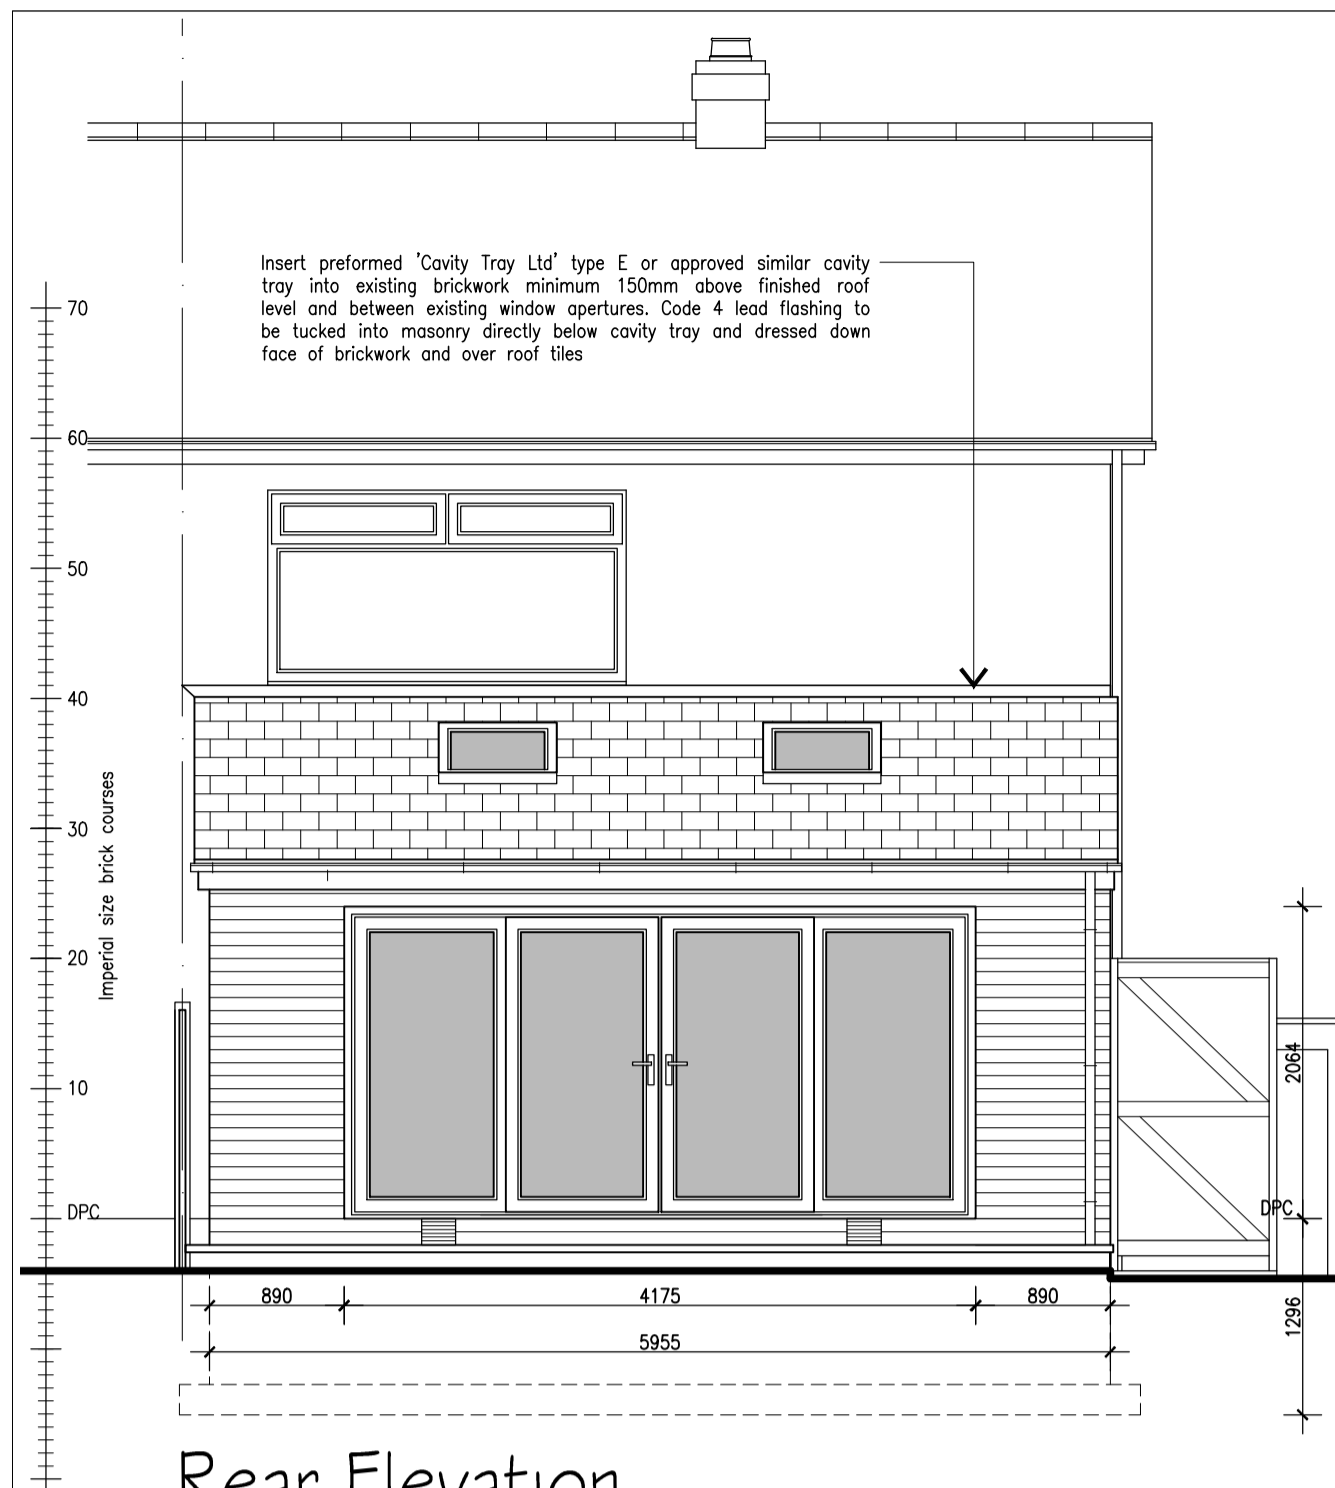 Insert preformed 'Cavity Tray Ltd' type E or approved similar cavity
tray into existing brickwork minimum 150mm above finished roof
level and between existing window apertures. Code 4 lead flashing to
be tucked into masonry directly below cavity tray and dressed down
face of brickwork and over roof tiles
70
60
50
40
30
20
10
Imperial size brick courses
DPC
DPC
2064
1296
890
4175
890
5955
Rear Elevation